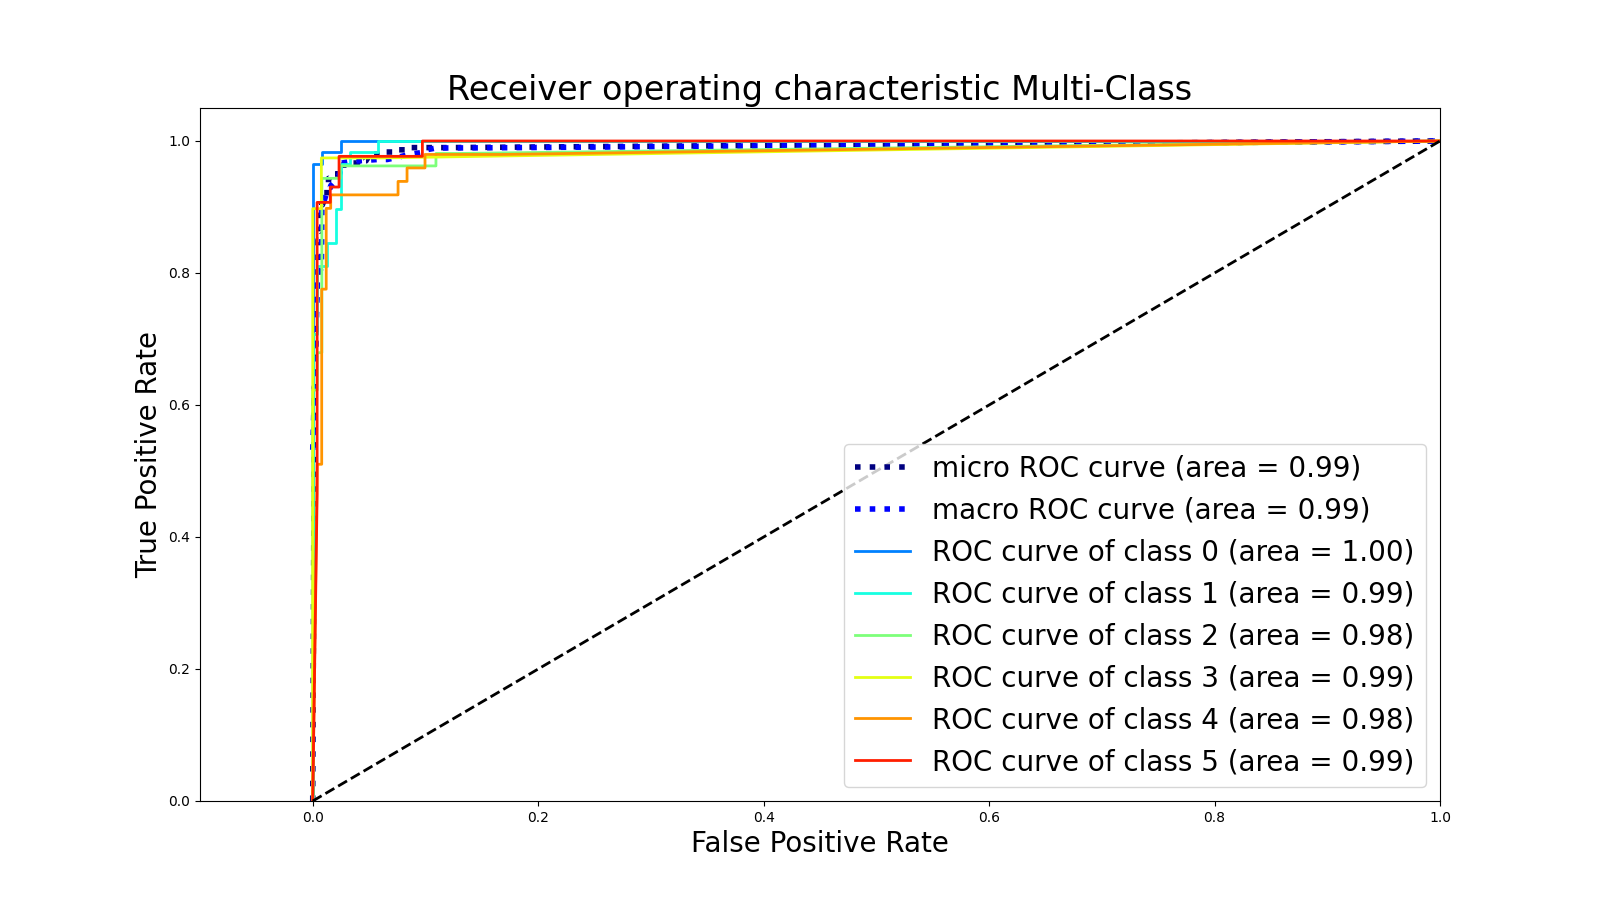 Receiver operating characteristic Multi-Class
True Positive Rate
1.0
0.8
0.6
0.4
0.2
0.0
micro ROC curve (area = 0.99)
macro ROC curve (area = 0.99)
ROC curve of class 0 (area = 1.00)
ROC curve of class 1 (area = 0.99)
ROC curve of class 2 (area = 0.98)
ROC curve of class 3 (area = 0.99)
ROC curve of class 4 (area = 0.98)
ROC curve of class 5 (area = 0.99)
0.0 0.2 0.4 0.6 0.8 1.0
False Positive Rate